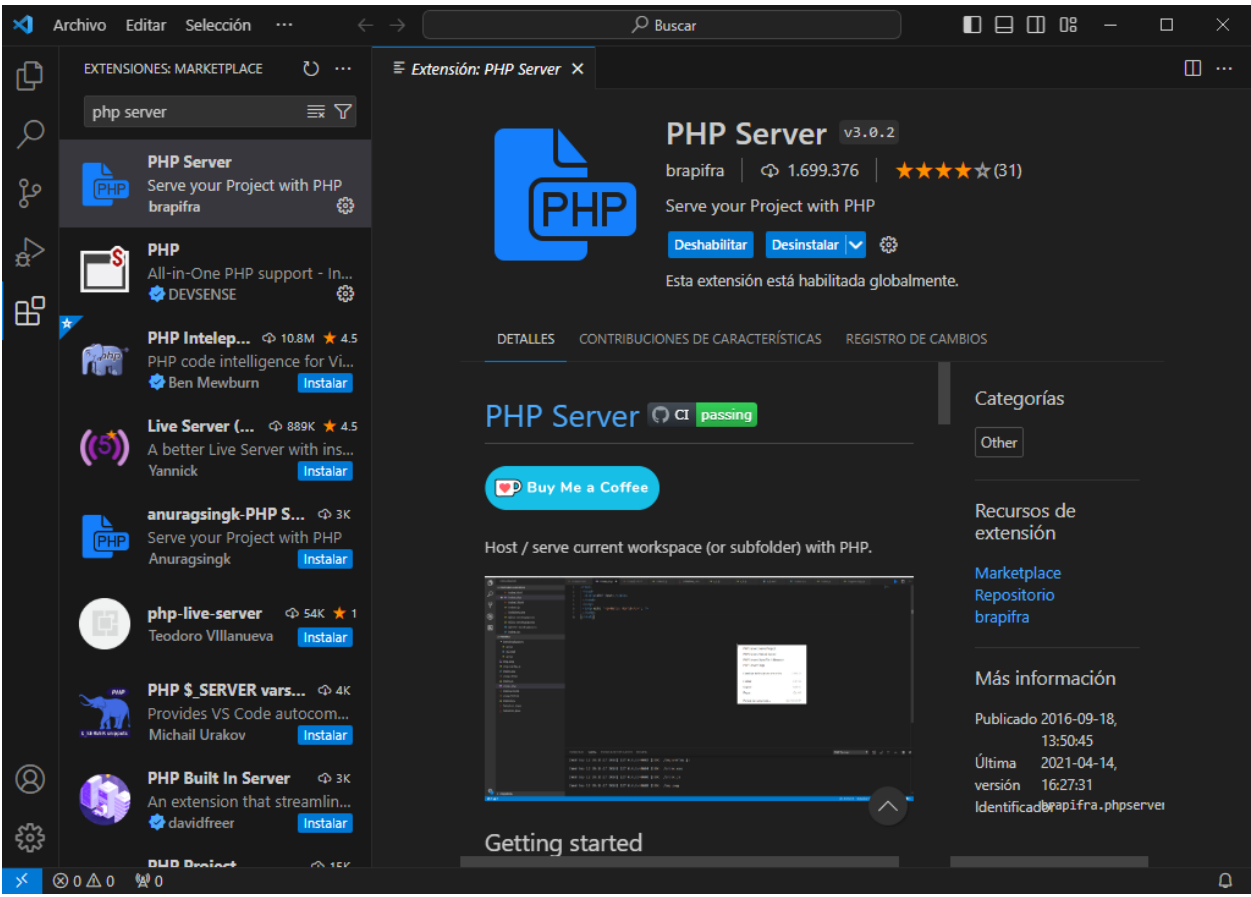 Archivo Editar Selección ··· Buscar
EXTENSIONES: MARKETPLACE
php server
PHP Server
Serve your Project with PHP
brapifra
PHP
All-in-One PHP support - In...
DEVSENSE
PHP Intelep... 10.8M ★ 4.5
PHP code intelligence for Vi...
Ben Mewburn Instalar
Live Server (... 889K ★ 4.5
A better Live Server with ins...
Yannick Instalar
anuragsingk-PHP S... 3K
Serve your Project with PHP
Anuragsingk Instalar
php-live-server 54K ★ 1
Teodoro VIllanueva Instalar
PHP $_SERVER vars... 4K
Provides VS Code autocom...
Michail Urakov Instalar
PHP Built In Server 3K
An extension that streamlin...
davidfreer Instalar
PHP Project 15K
Extensión: PHP Server
PHP
PHP Server v3.0.2
brapifra 1.699.376 ★★★★☆(31)
Serve your Project with PHP
Deshabilitar Desinstalar
Esta extensión está habilitada globalmente.
DETALLES CONTRIBUCIONES DE CARACTERÍSTICAS REGISTRO DE CAMBIOS
PHP Server CI passing
Buy Me a Coffee
Host / serve current workspace (or subfolder) with PHP.
Getting started
Categorías
Other
Recursos de
extensión
Marketplace
Repositorio
brapifra
Más información
Publicado 2016-09-18,
13:50:45
Última 2021-04-14,
versión 16:27:31
Identificador brapifra.phpserver
0 0 0